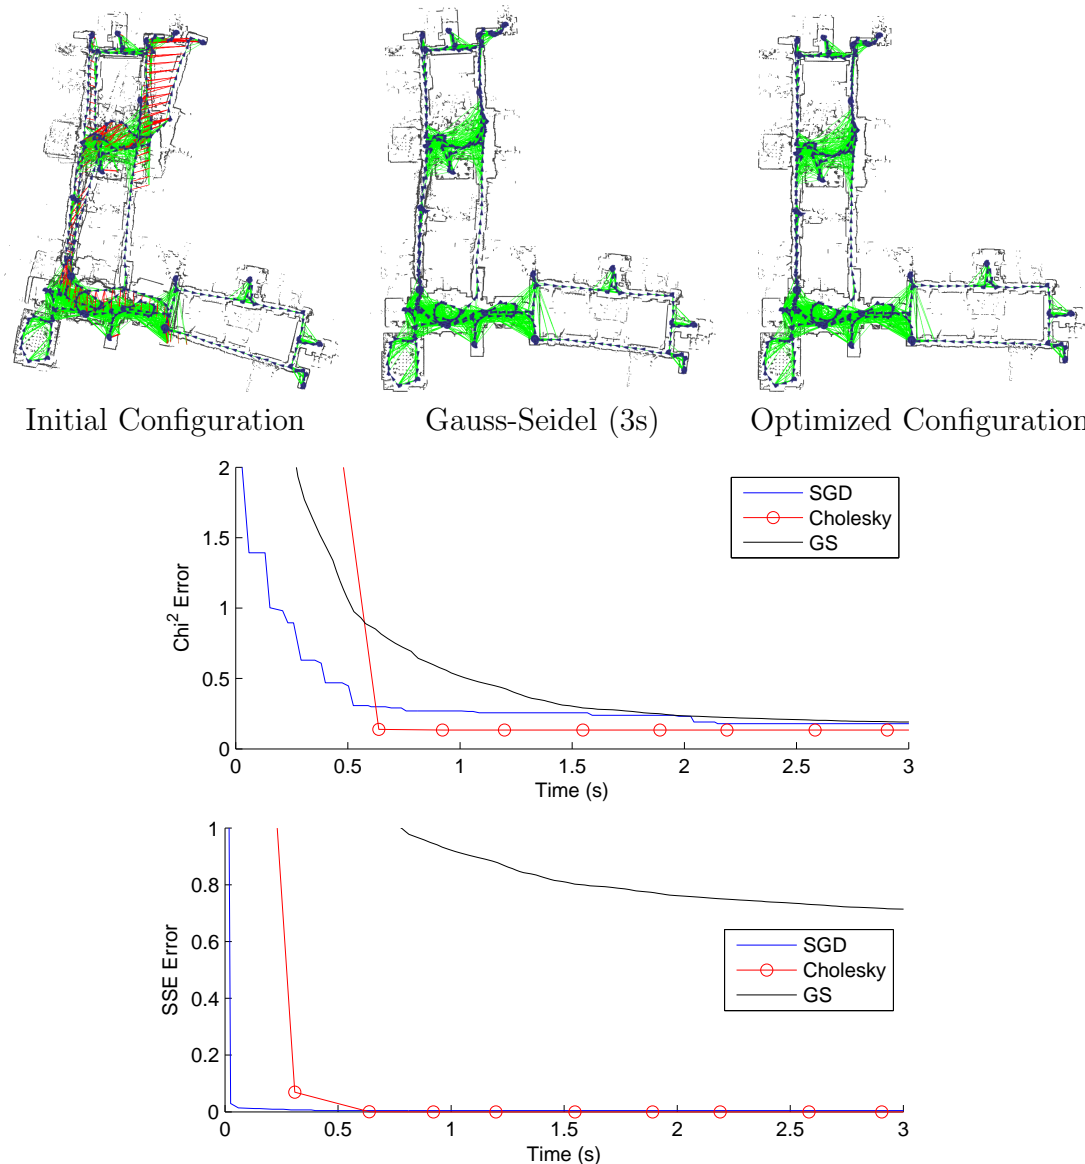 Initial Configuration
Gauss-Seidel (3s)
Optimized Configuration
2
1.5
1
0.5
0
Chi² Error
SGD
Cholesky
GS
0 0.5 1 1.5 2 2.5 3
Time (s)
1
0.8
0.6
0.4
0.2
0
SSE Error
SGD
Cholesky
GS
0 0.5 1 1.5 2 2.5 3
Time (s)